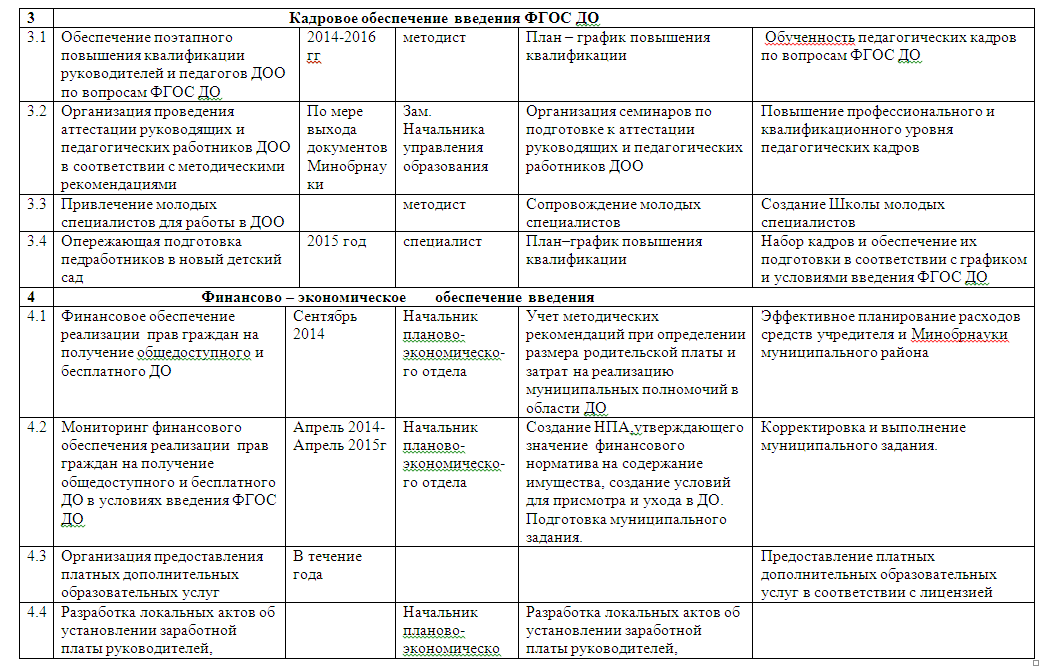 3 Кадровое обеспечение введения ФГОС ДО
3.1 Обеспечение поэтапного
повышения квалификации
руководителей и педагогов ДОО
по вопросам ФГОС ДО
2014-2016
гг
методист
План – график повышения
квалификации
Обученность педагогических кадров
по вопросам ФГОС ДО
3.2 Организация проведения
аттестации руководящих и
педагогических работников ДОО
в соответствии с методическими
рекомендациями
По мере
выхода
документов
Минобрнау
ки
Зам.
Начальника
управления
образования
Организация семинаров по
подготовке к аттестации
руководящих и педагогических
работников ДОО
Повышение профессионального и
квалификационного уровня
педагогических кадров
3.3 Привлечение молодых
специалистов для работы в ДОО
методист
Сопровождение молодых
специалистов
Создание Школы молодых
специалистов
3.4 Опережающая подготовка
педработников в новый детский
сад
2015 год
специалист
План–график повышения
квалификации
Набор кадров и обеспечение их
подготовки в соответствии с графиком
и условиями введения ФГОС ДО
4 Финансово – экономическое обеспечение введения
4.1 Финансовое обеспечение
реализации прав граждан на
получение общедоступного и
бесплатного ДО
Сентябрь
2014
Начальник
планово-
экономическо-
го отдела
Учет методических
рекомендаций при определении
размера родительской платы и
затрат на реализацию
муниципальных полномочий в
области ДО
Эффективное планирование расходов
средств учредителя и Минобрнауки
муниципального района
4.2 Мониторинг финансового
обеспечения реализации прав
граждан на получение
общедоступного и бесплатного
ДО в условиях введения ФГОС
ДО
Апрель 2014-
Апрель 2015г
Начальник
планово-
экономическо-
го отдела
Создание НПА,утверждающего
значение финансового
норматива на содержание
имущества, создание условий
для присмотра и ухода в ДО.
Подготовка муниципального
задания.
Корректировка и выполнение
муниципального задания.
4.3 Организация предоставления
платных дополнительных
образовательных услуг
В течение
года
Предоставление платных
дополнительных образовательных
услуг в соответствии с лицензией
4.4 Разработка локальных актов об
установлении заработной
платы руководителей,
Начальник
планово-
экономическо
Разработка локальных актов об
установлении заработной
платы руководителей,